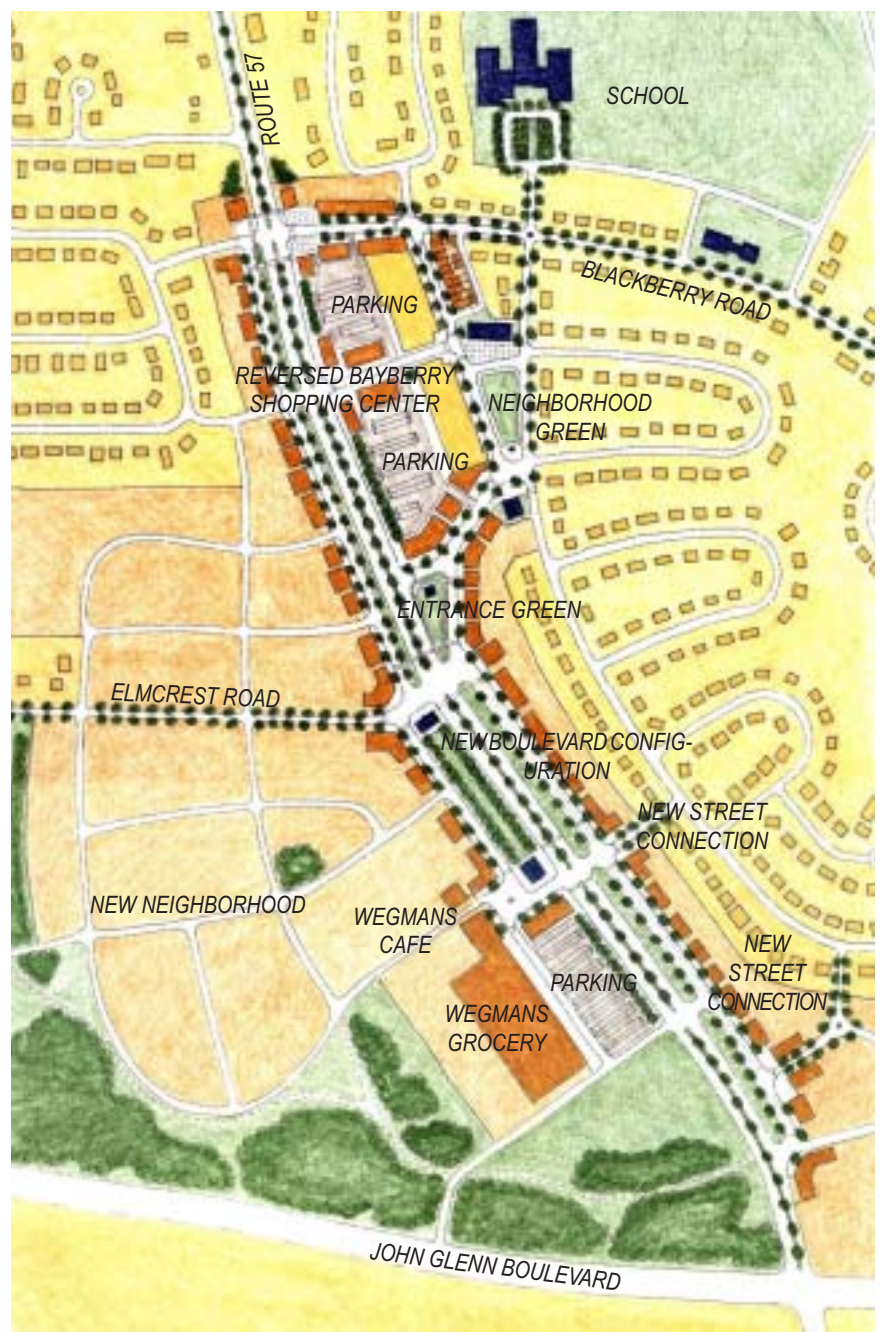 ROUTE 57
SCHOOL
BLACKBERRY ROAD
PARKING
REVERSED BAYBERRY
SHOPPING CENTER
NEIGHBORHOOD
GREEN
PARKING
ENTRANCE GREEN
ELMCREST ROAD
NEW BOULEVARD CONFIG-
URATION
NEW STREET
CONNECTION
NEW NEIGHBORHOOD
WEGMANS
CAFE
NEW
STREET
CONNECTION
PARKING
WEGMANS
GROCERY
JOHN GLENN BOULEVARD